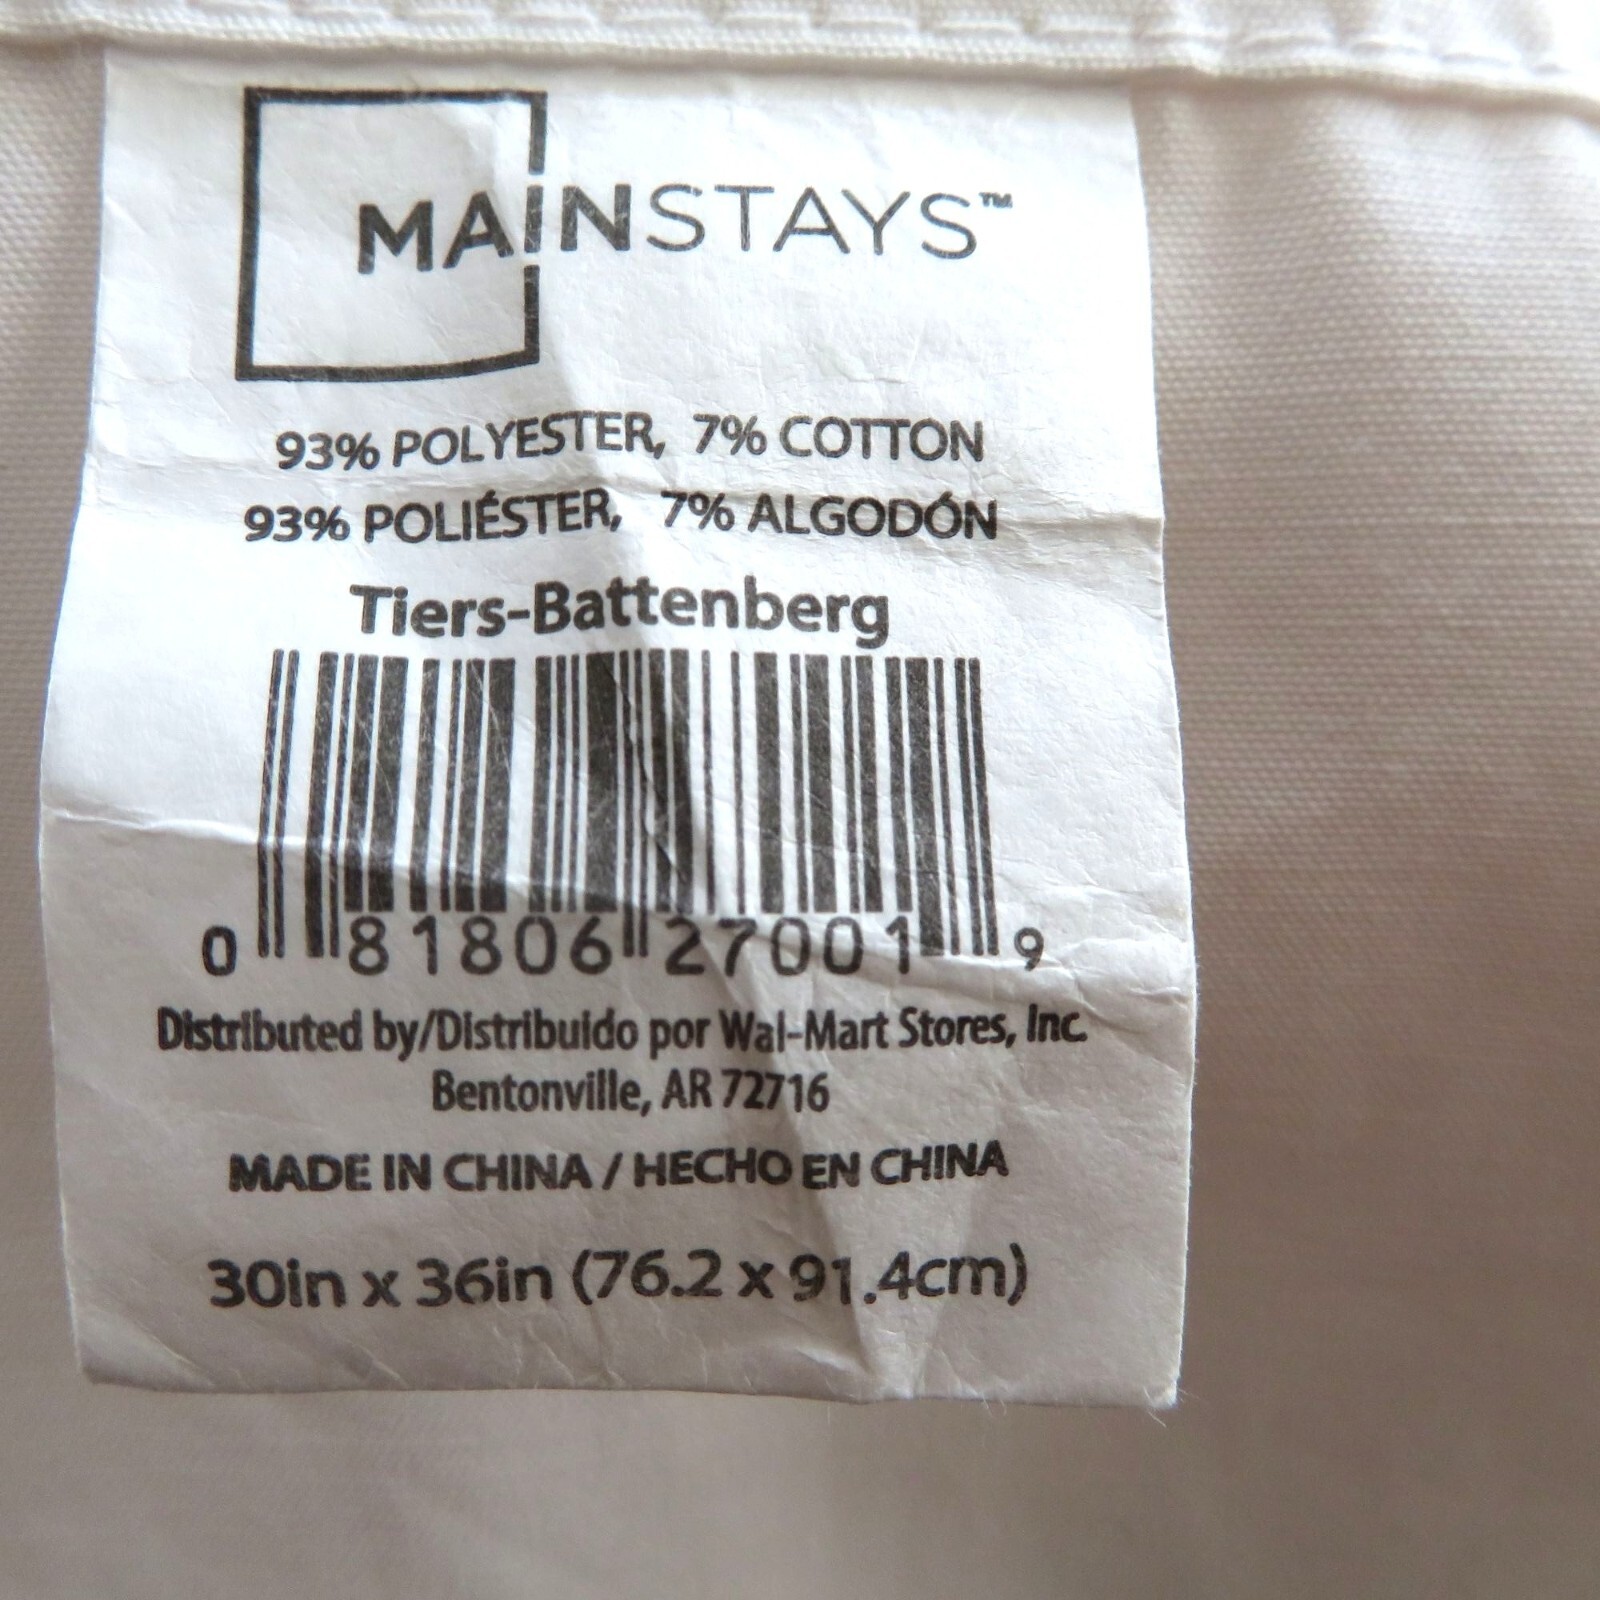 MAINSTAYS™
93% POLYESTER, 7% COTTON
93% POLIÉSTER, 7% ALGODÓN
Tiers-Battenberg
0 81806 27001 9
Distributed by/Distribuido por Wal-Mart Stores, Inc.
Bentonville, AR 72716
MADE IN CHINA / HECHO EN CHINA
30in x 36in (76.2 x 91.4cm)